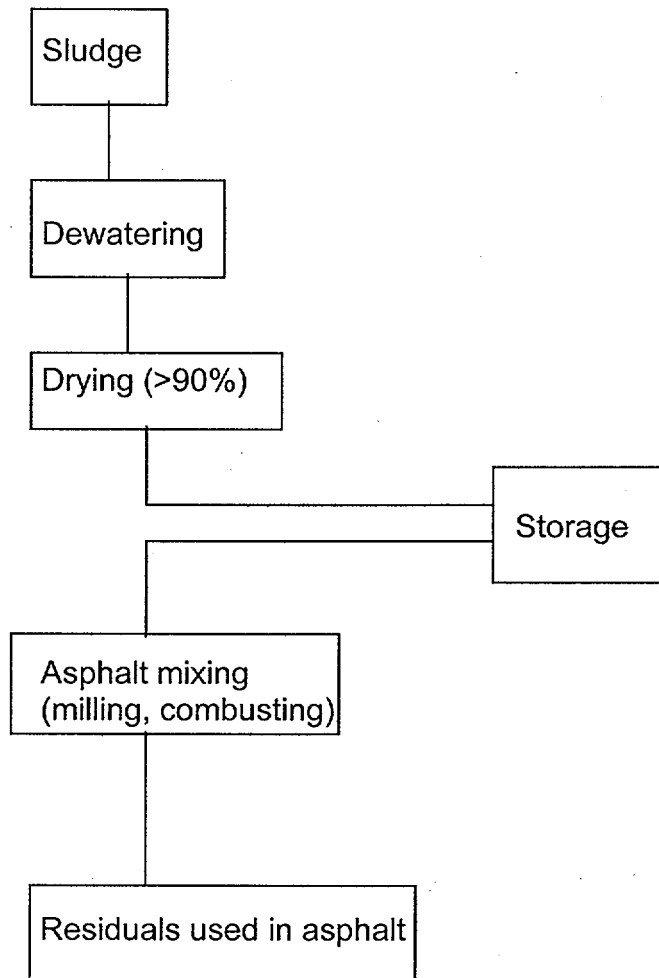 Sludge
Dewatering
Drying (>90%)
Storage
Asphalt mixing
(milling, combusting)
Residuals used in asphalt